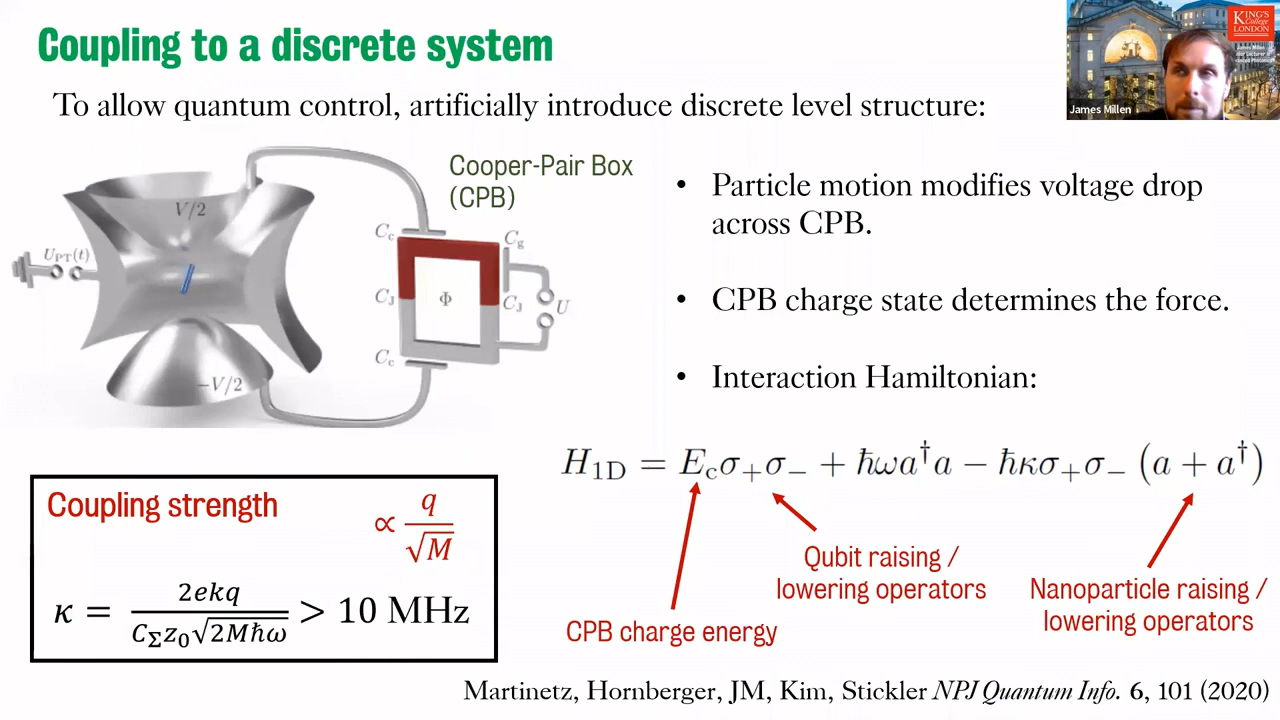 Coupling to a discrete system
KING'S
College
LONDON
James Millen
To allow quantum control, artificially introduce discrete level structure:
Cooper-Pair Box
(CPB)
V/2
U_PT(t)
C_c
C_g
C_J
Φ
C_J
U
C_c
−V/2
• Particle motion modifies voltage drop
across CPB.
• CPB charge state determines the force.
• Interaction Hamiltonian:
H_1D = E_c σ_+ σ_− + ħωa†a − ħκσ_+ σ_− (a + a†)
Coupling strength ∝ q/√M
κ = 2ekq / (C_Σ z_0 √(2Mħω)) > 10 MHz
CPB charge energy
Qubit raising /
lowering operators
Nanoparticle raising /
lowering operators
Martinetz, Hornberger, JM, Kim, Stickler NPJ Quantum Info. 6, 101 (2020)